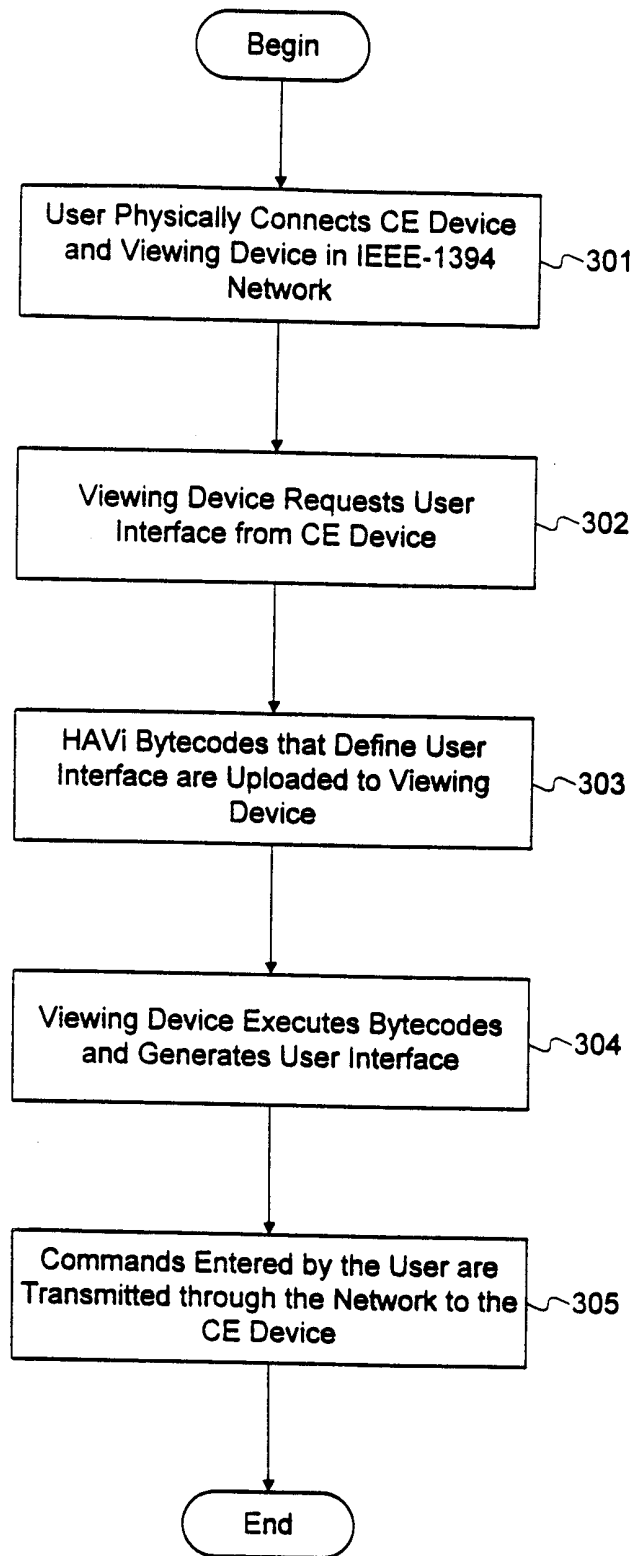 Begin
User Physically Connects CE Device
and Viewing Device in IEEE-1394
Network
301
Viewing Device Requests User
Interface from CE Device
302
HAVi Bytecodes that Define User
Interface are Uploaded to Viewing
Device
303
Viewing Device Executes Bytecodes
and Generates User Interface
304
Commands Entered by the User are
Transmitted through the Network to the
CE Device
305
End